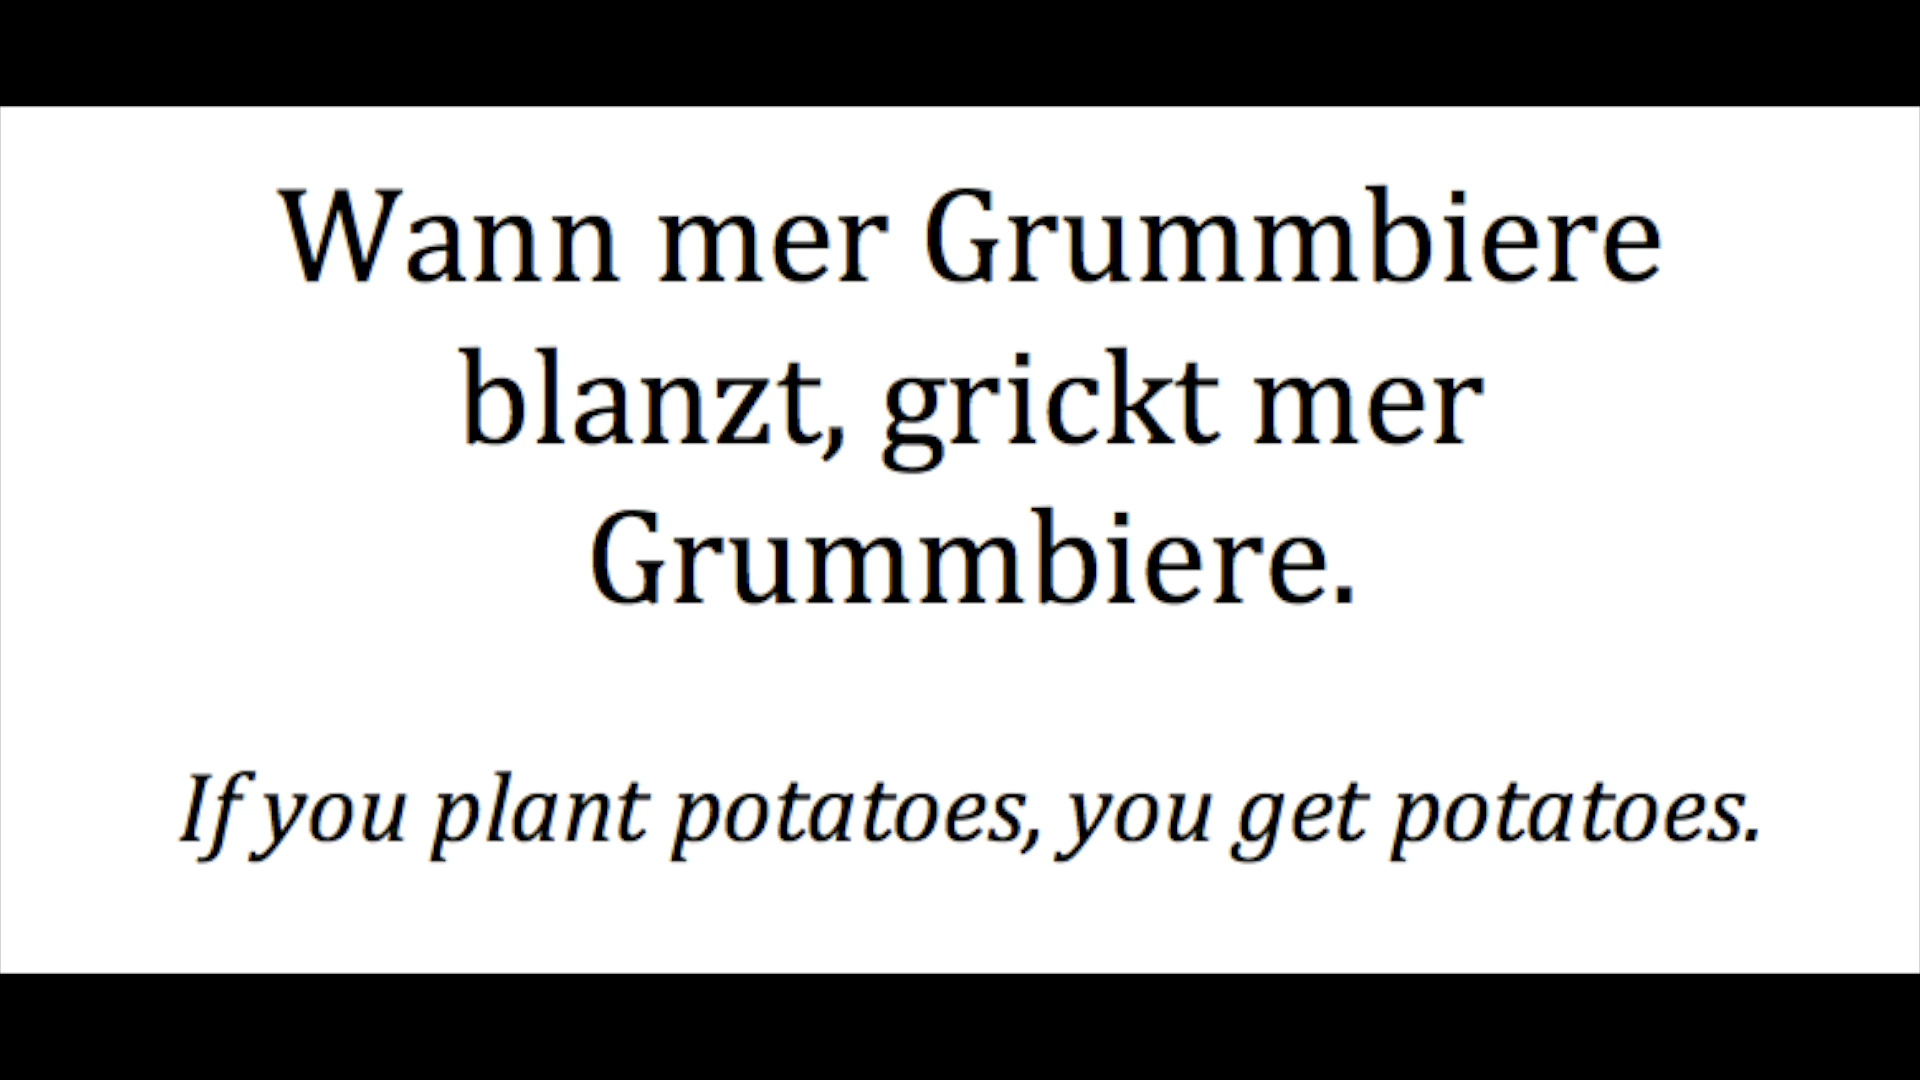 Wann mer Grummbiere
blanzt, grickt mer
Grummbiere.
If you plant potatoes, you get potatoes.